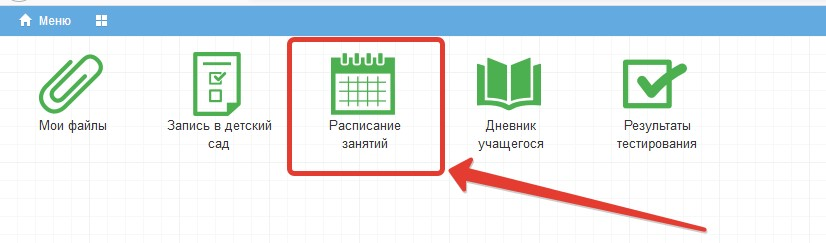 Меню
Мои файлы
Запись в детский
сад
Расписание
занятий
Дневник
учащегося
Результаты
тестирования